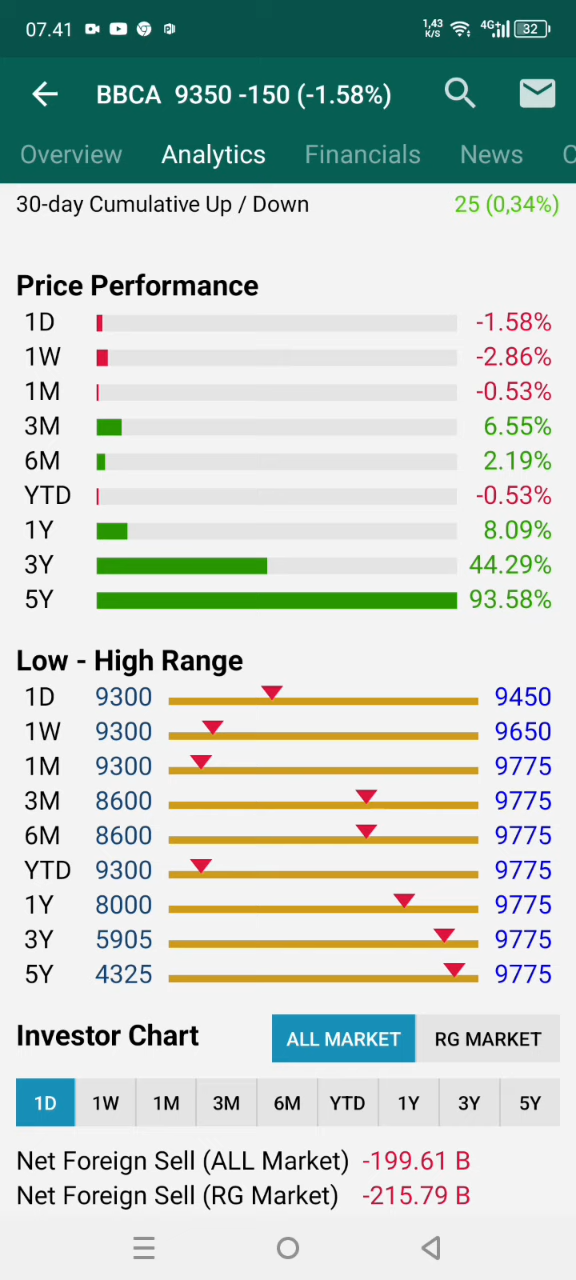 07.41 1,43 K/S 4G+ 32
BBCA 9350 -150 (-1.58%)
Overview Analytics Financials News C
30-day Cumulative Up / Down 25 (0,34%)
Price Performance
1D -1.58%
1W -2.86%
1M -0.53%
3M 6.55%
6M 2.19%
YTD -0.53%
1Y 8.09%
3Y 44.29%
5Y 93.58%
Low - High Range
1D 9300 9450
1W 9300 9650
1M 9300 9775
3M 8600 9775
6M 8600 9775
YTD 9300 9775
1Y 8000 9775
3Y 5905 9775
5Y 4325 9775
Investor Chart ALL MARKET RG MARKET
1D 1W 1M 3M 6M YTD 1Y 3Y 5Y
Net Foreign Sell (ALL Market) -199.61 B
Net Foreign Sell (RG Market) -215.79 B